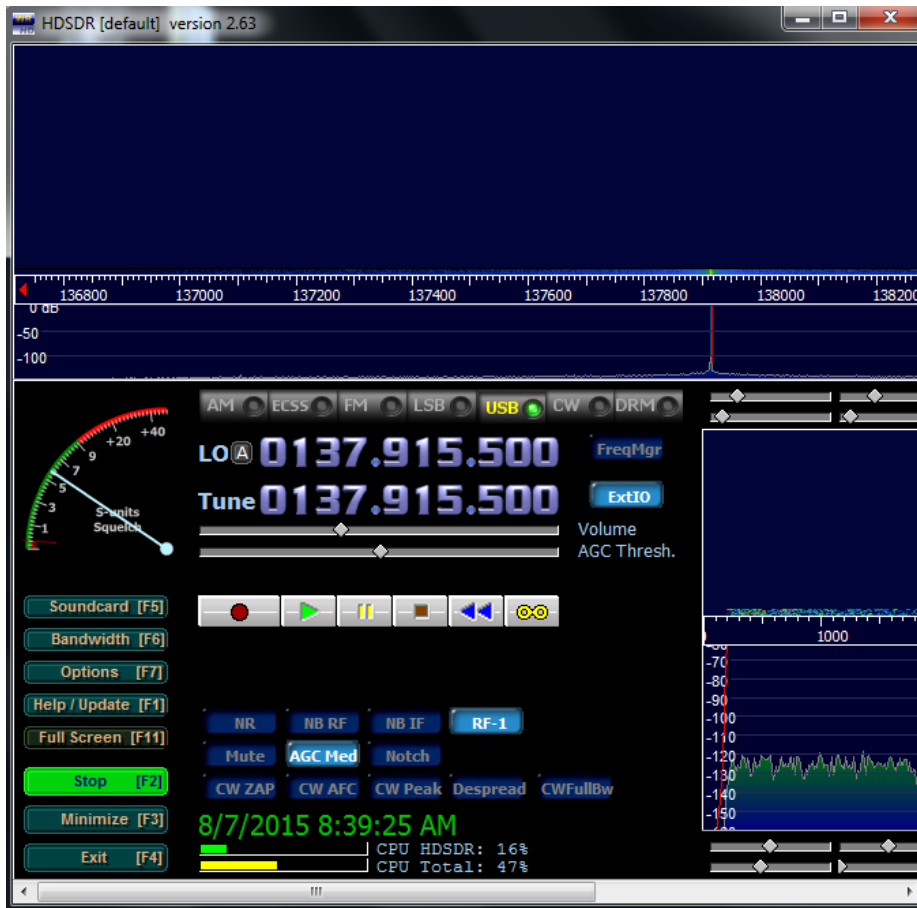 HDSDR [default] version 2.63
136800 137000 137200 137400 137600 137800 138000 138200
0 dB
-50
-100
AM ECSS FM LSB USB CW DRM
+20 +40
9
7
5
3
1
S-units
Squelch
LO A 0137.915.500 FreqMgr
Tune 0137.915.500 ExtIO
Volume
AGC Thresh.
Soundcard [F5]
Bandwidth [F6]
Options [F7]
Help / Update [F1]
Full Screen [F11]
Stop [F2]
Minimize [F3]
Exit [F4]
NR NB RF NB IF RF-1
Mute AGC Med Notch
CW ZAP CW AFC CW Peak Despread CWFullBw
8/7/2015 8:39:25 AM
CPU HDSDR: 16%
CPU Total: 47%
1000
-70
-80
-90
-100
-110
-120
-130
-140
-150